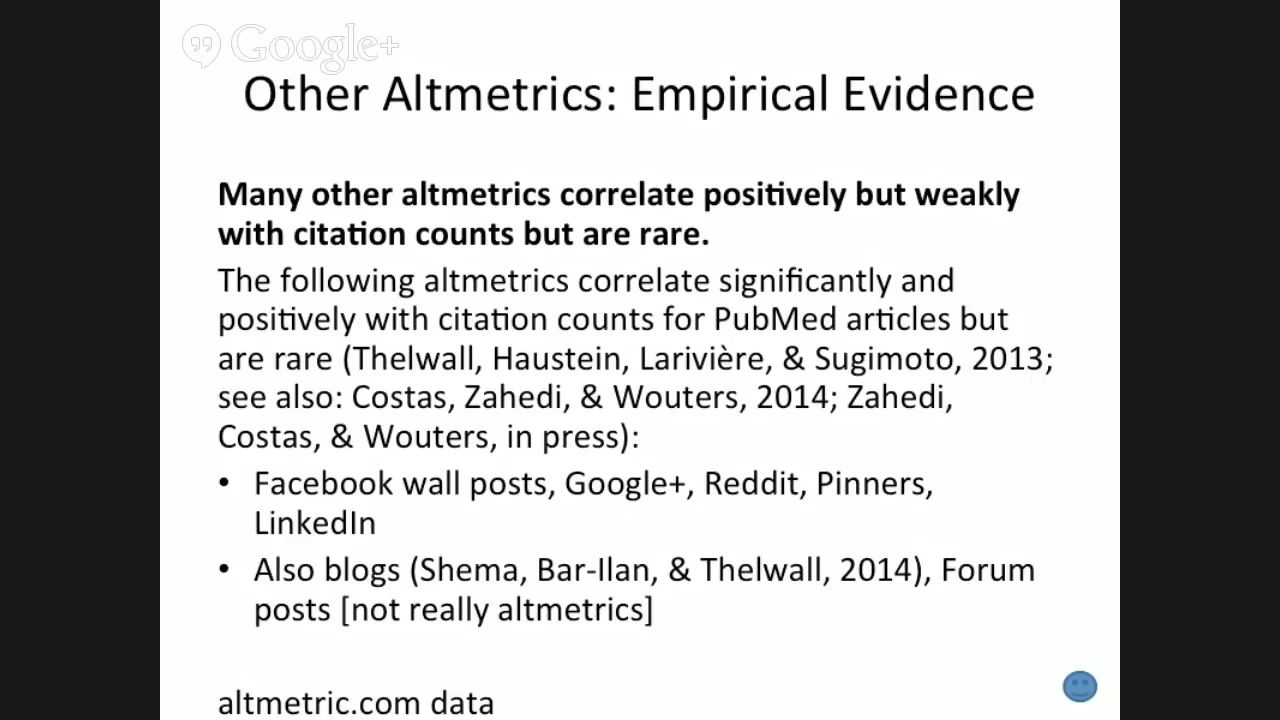 Google+
Other Altmetrics: Empirical Evidence
Many other altmetrics correlate positively but weakly
with citation counts but are rare.
The following altmetrics correlate significantly and
positively with citation counts for PubMed articles but
are rare (Thelwall, Haustein, Larivière, & Sugimoto, 2013;
see also: Costas, Zahedi, & Wouters, 2014; Zahedi,
Costas, & Wouters, in press):
• Facebook wall posts, Google+, Reddit, Pinners,
LinkedIn
• Also blogs (Shema, Bar-Ilan, & Thelwall, 2014), Forum
posts [not really altmetrics]
altmetric.com data